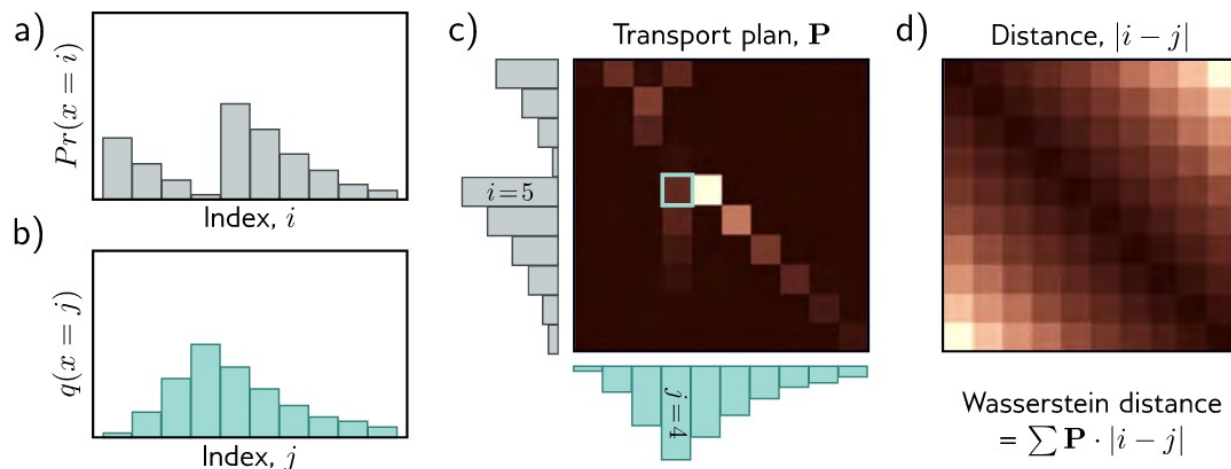 a)
Pr(x = i)
Index, i
b)
q(x = j)
Index, j
c)
Transport plan, P
i=5
j=4
d)
Distance, |i − j|
Wasserstein distance
= ∑ P · |i − j|